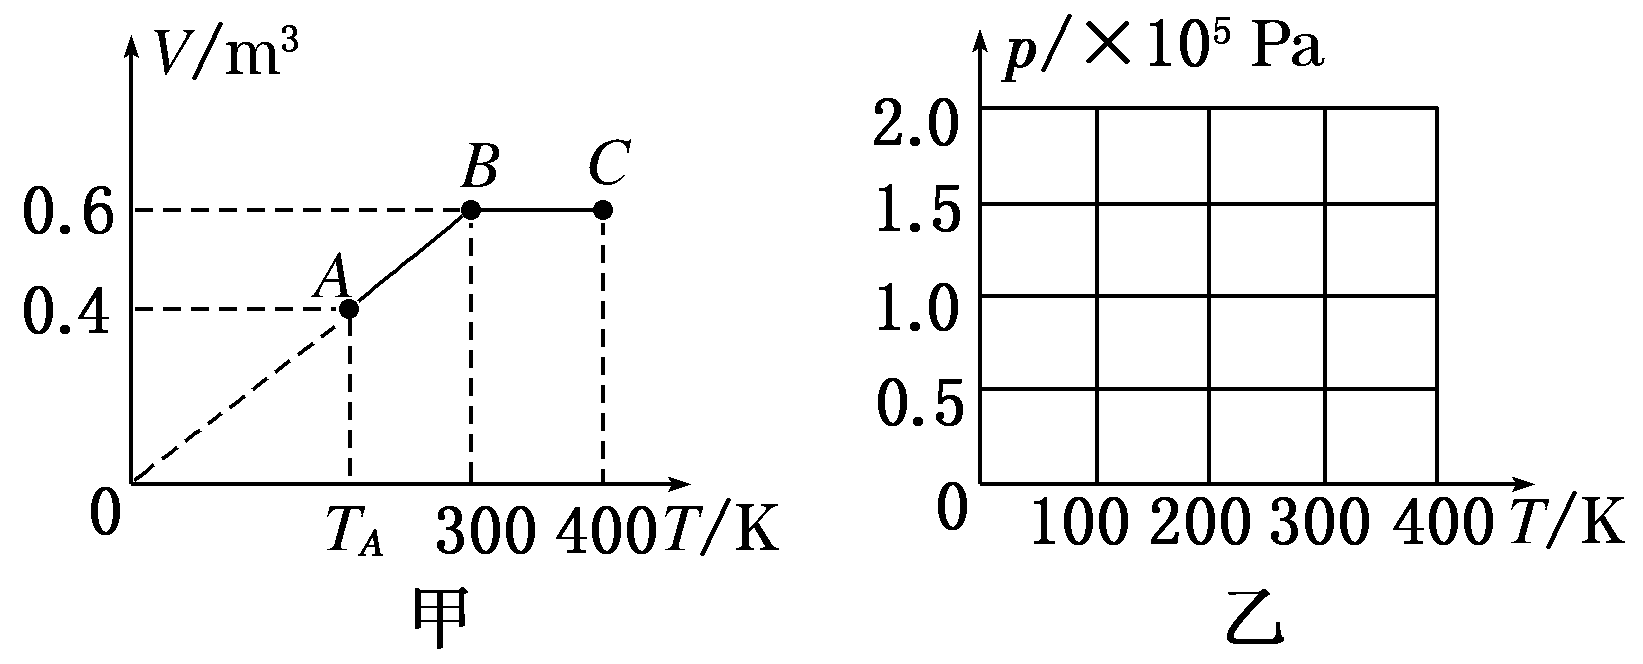 V/m³
0.6
0.4
0
A
B
C
T_A
300
400
T/K
甲
p/×10⁵ Pa
2.0
1.5
1.0
0.5
0
100
200
300
400
T/K
乙